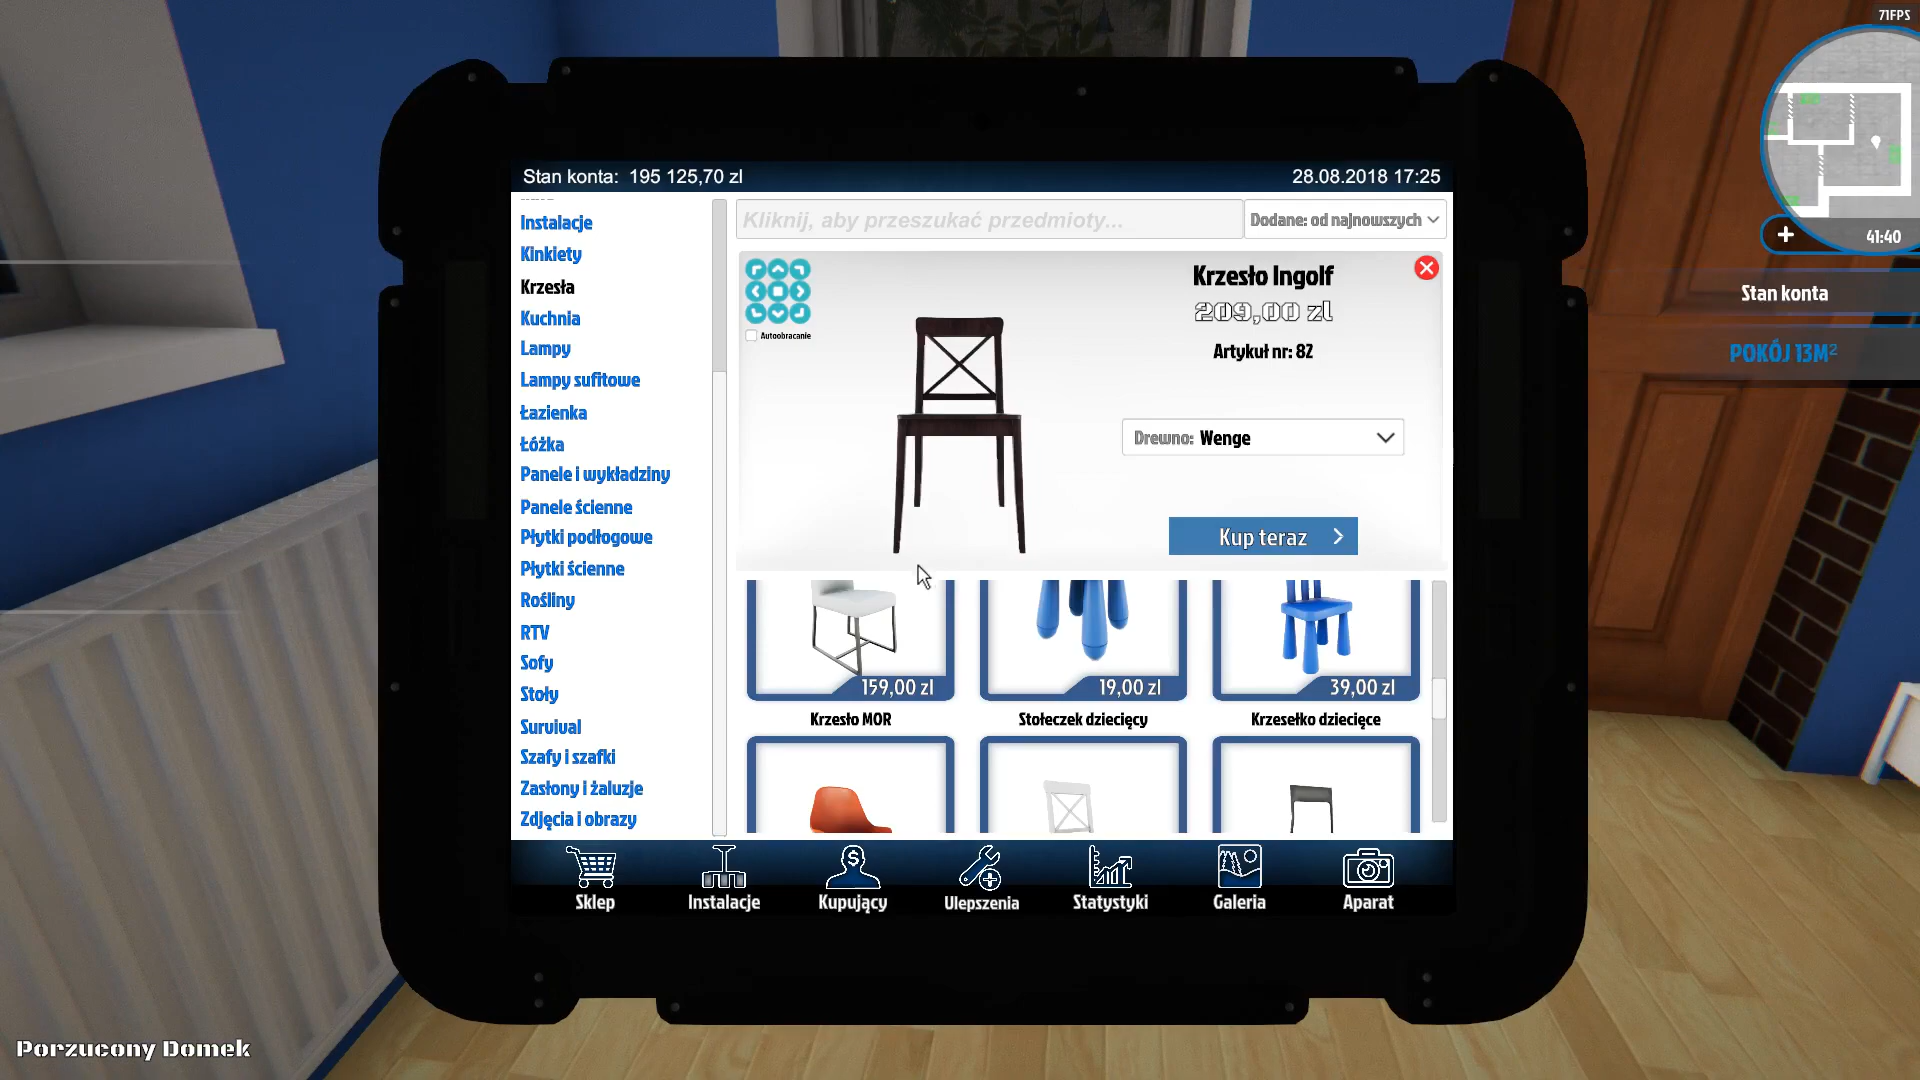 71FPS
Stan konta: 195 125,70 zl
28.08.2018 17:25
Instalacje
Kinkiety
Krzesła
Kuchnia
Lampy
Lampy sufitowe
Łazienka
Łóżka
Panele i wykładziny
Panele ścienne
Płytki podłogowe
Płytki ścienne
Rośliny
RTV
Sofy
Stoły
Survival
Szafy i szafki
Zasłony i żaluzje
Zdjęcia i obrazy
Kliknij, aby przeszukać przedmioty...
Dodane: od najnowszych
Autoobracanie
Krzesło Ingolf
209,00 zl
Artykuł nr: 82
Drewno: Wenge
Kup teraz
159,00 zl
19,00 zl
39,00 zl
Krzesło MOR
Stołeczek dziecięcy
Krzesełko dziecięce
Sklep
Instalacje
Kupujący
Ulepszenia
Statystyki
Galeria
Aparat
41:40
Stan konta
POKÓJ 13M²
Porzucony Domek